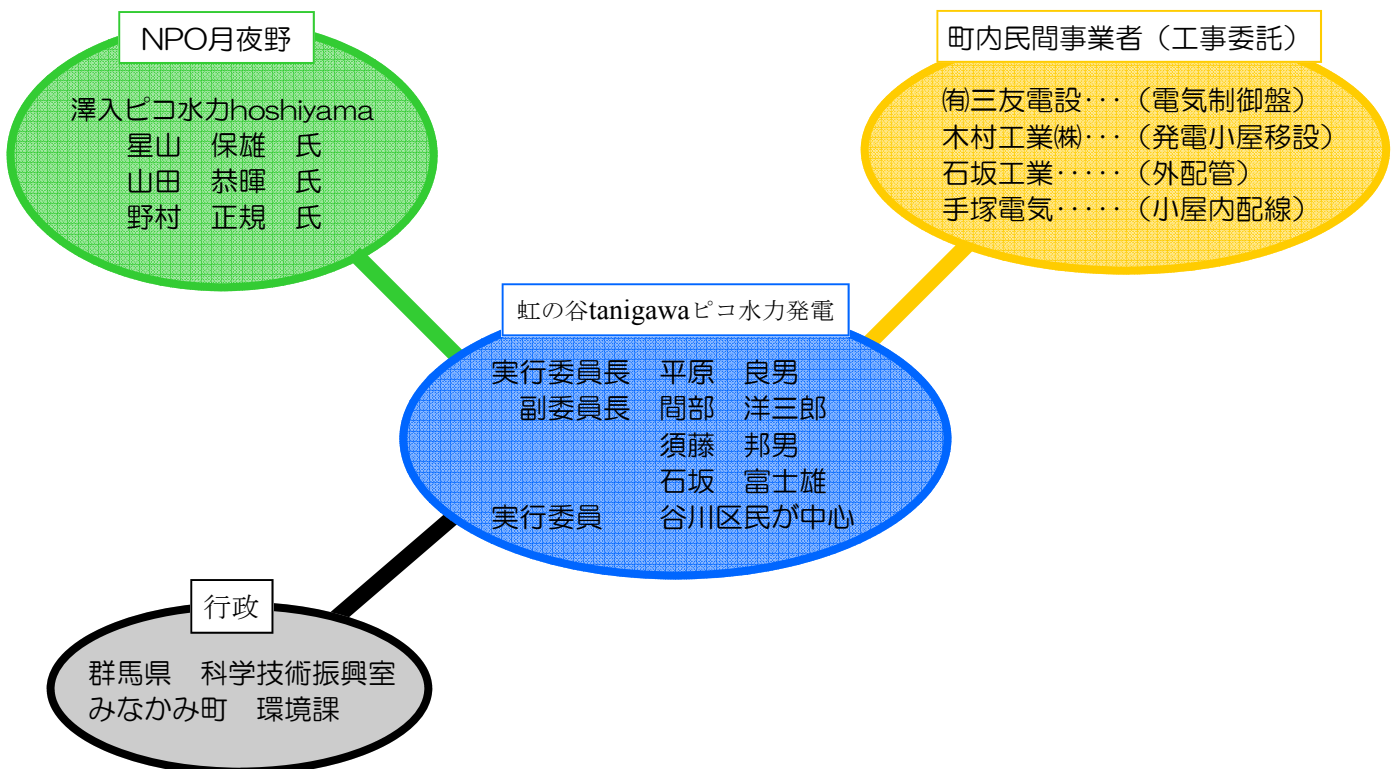 NPO月夜野
澤入ピコ水力hoshiyama
星山　保雄　氏
山田　恭暉　氏
野村　正規　氏
町内民間事業者（工事委託）
㈲三友電設･･･（電気制御盤）
木村工業㈱･･･（発電小屋移設）
石坂工業･････（外配管）
手塚電気･････（小屋内配線）
虹の谷tanigawaピコ水力発電
実行委員長　平原　良男
副委員長　間部　洋三郎
須藤　邦男
石坂　富士雄
実行委員　　谷川区民が中心
行政
群馬県　科学技術振興室
みなかみ町　環境課